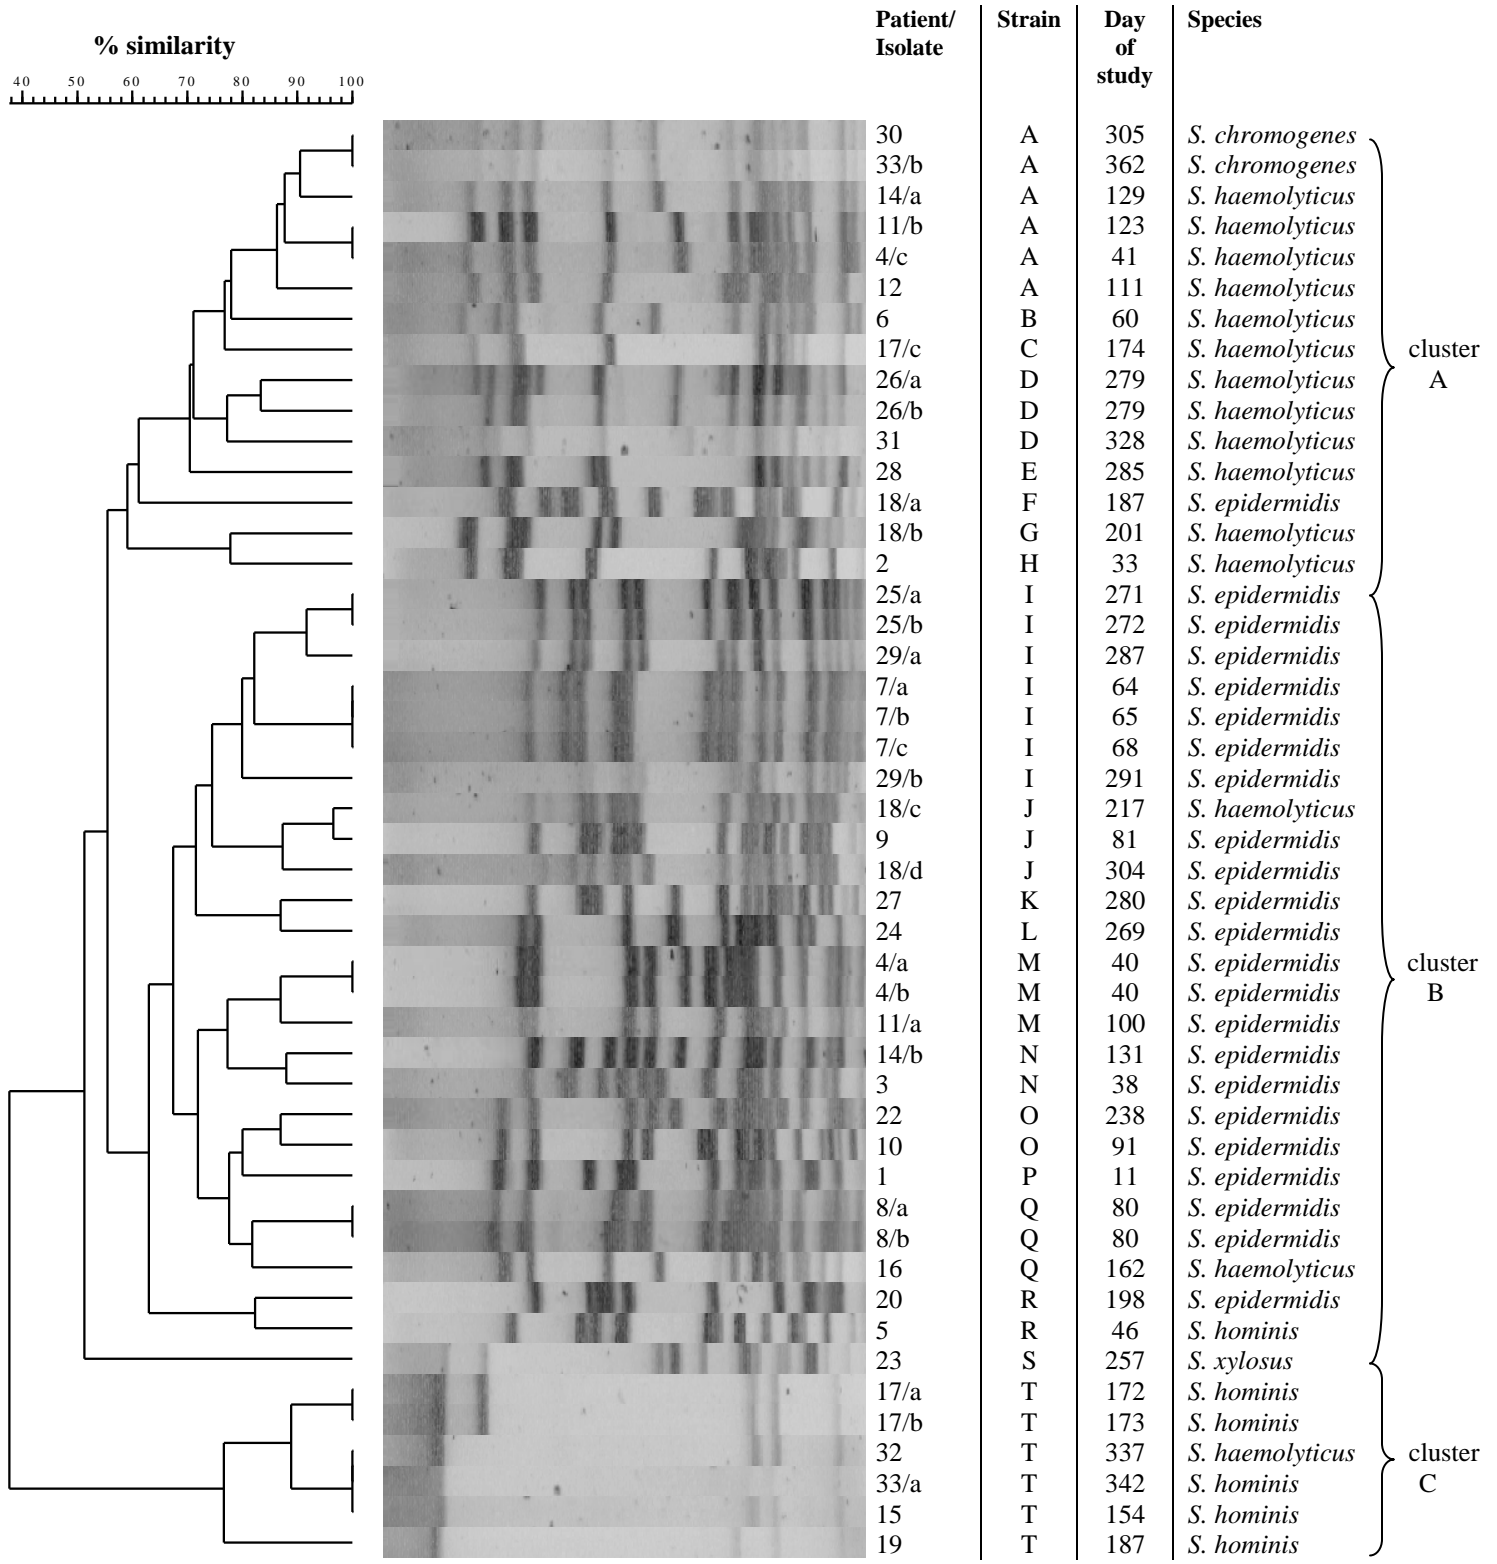 % similarity
40 50 60 70 80 90 100
Patient/ Strain Day Species
Isolate of
study
30 A 305 S. chromogenes
33/b A 362 S. chromogenes
14/a A 129 S. haemolyticus
11/b A 123 S. haemolyticus
4/c A 41 S. haemolyticus
12 A 111 S. haemolyticus
6 B 60 S. haemolyticus
17/c C 174 S. haemolyticus cluster
26/a D 279 S. haemolyticus A
26/b D 279 S. haemolyticus
31 D 328 S. haemolyticus
28 E 285 S. haemolyticus
18/a F 187 S. epidermidis
18/b G 201 S. haemolyticus
2 H 33 S. haemolyticus
25/a I 271 S. epidermidis
25/b I 272 S. epidermidis
29/a I 287 S. epidermidis
7/a I 64 S. epidermidis
7/b I 65 S. epidermidis
7/c I 68 S. epidermidis
29/b I 291 S. epidermidis
18/c J 217 S. haemolyticus
9 J 81 S. epidermidis
18/d J 304 S. epidermidis
27 K 280 S. epidermidis
24 L 269 S. epidermidis
4/a M 40 S. epidermidis cluster
4/b M 40 S. epidermidis B
11/a M 100 S. epidermidis
14/b N 131 S. epidermidis
3 N 38 S. epidermidis
22 O 238 S. epidermidis
10 O 91 S. epidermidis
1 P 11 S. epidermidis
8/a Q 80 S. epidermidis
8/b Q 80 S. epidermidis
16 Q 162 S. haemolyticus
20 R 198 S. epidermidis
5 R 46 S. hominis
23 S 257 S. xylosus
17/a T 172 S. hominis
17/b T 173 S. hominis
32 T 337 S. haemolyticus cluster
33/a T 342 S. hominis C
15 T 154 S. hominis
19 T 187 S. hominis